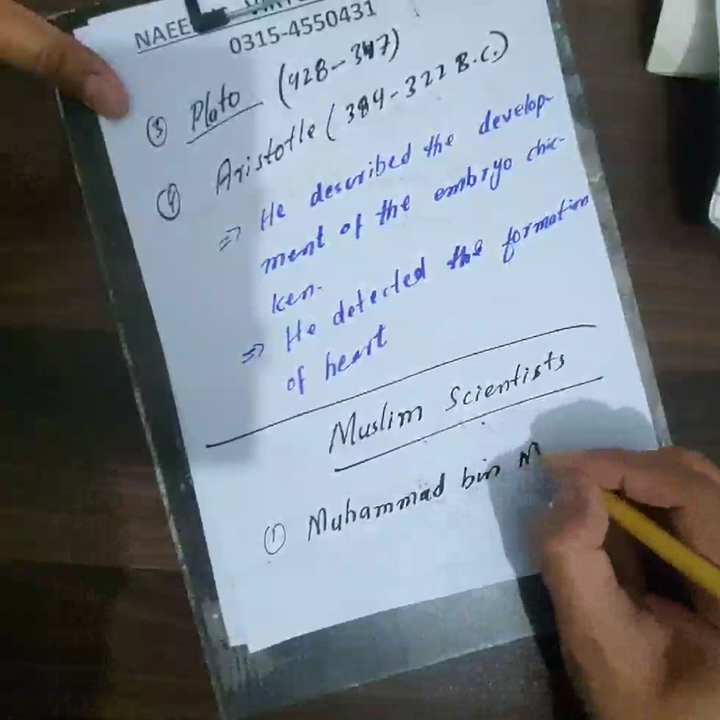 NAEE
0315-4550431
③ Plato (428-347)
④ Aristotle (384-322 B.C.)
⇒ He described the develop-
ment of the embryo chic-
ken.
⇒ He detected the formation
of heart
Muslim Scientists
① Muhammad bin M